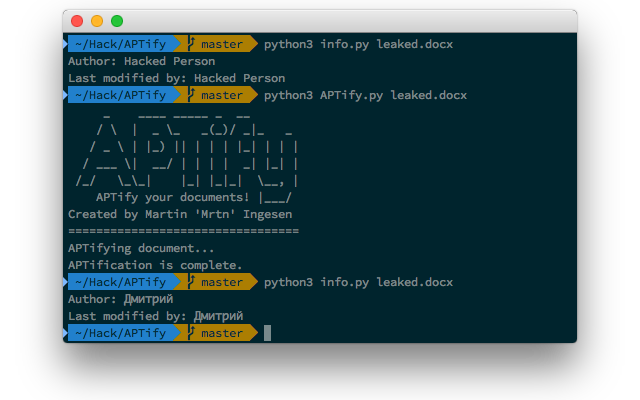 ~/Hack/APTify master python3 info.py leaked.docx
Author: Hacked Person
Last modified by: Hacked Person
~/Hack/APTify master python3 APTify.py leaked.docx
APTify
APTify your documents!
Created by Martin 'Mrtn' Ingesen
=================================
APTifying document...
APTification is complete.
~/Hack/APTify master python3 info.py leaked.docx
Author: Дмитрий
Last modified by: Дмитрий
~/Hack/APTify master